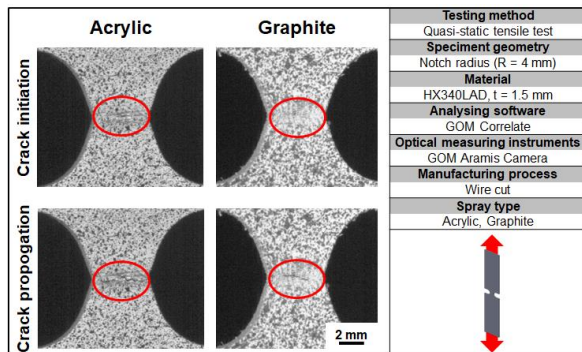 Acrylic
Graphite
Crack initiation
Crack propogation
2 mm
Testing method
Quasi-static tensile test
Speciment geometry
Notch radius (R = 4 mm)
Material
HX340LAD, t = 1.5 mm
Analysing software
GOM Correlate
Optical measuring instruments
GOM Aramis Camera
Manufacturing process
Wire cut
Spray type
Acrylic, Graphite